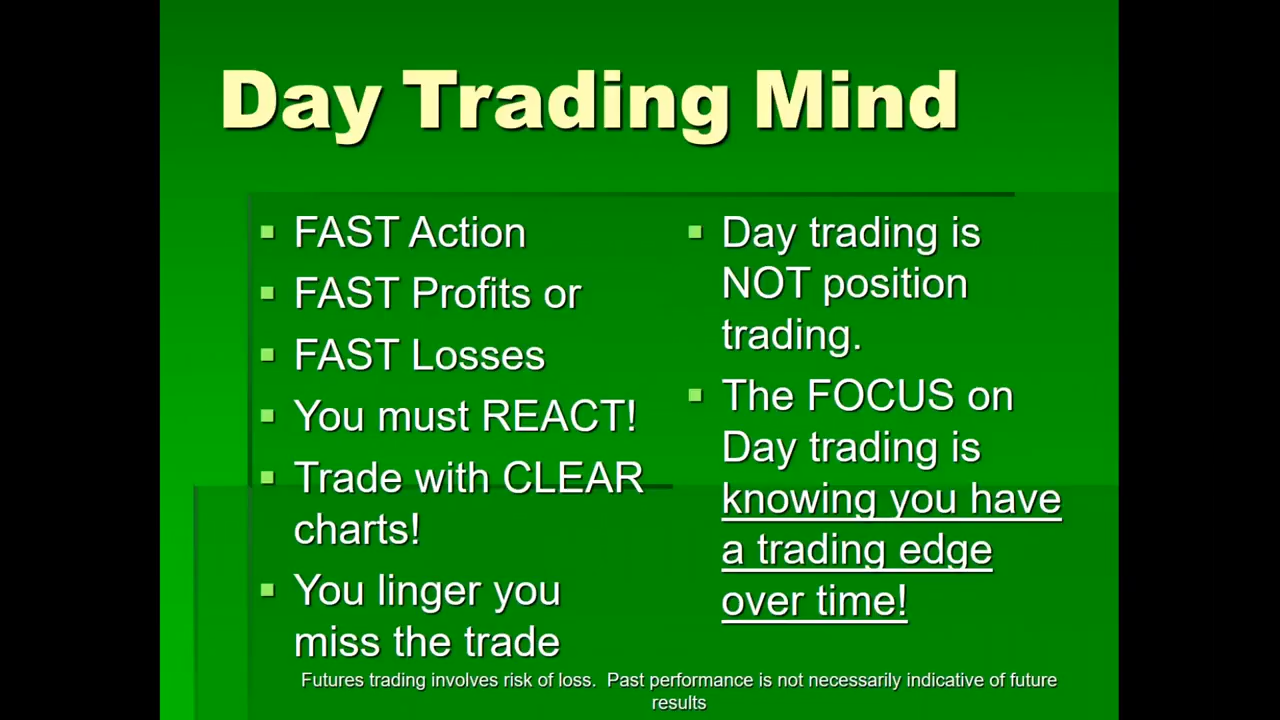 Day Trading Mind
FAST Action
FAST Profits or
FAST Losses
You must REACT!
Trade with CLEAR
charts!
You linger you
miss the trade
Day trading is
NOT position
trading.
The FOCUS on
Day trading is
knowing you have
a trading edge
over time!
Futures trading involves risk of loss.  Past performance is not necessarily indicative of future
results